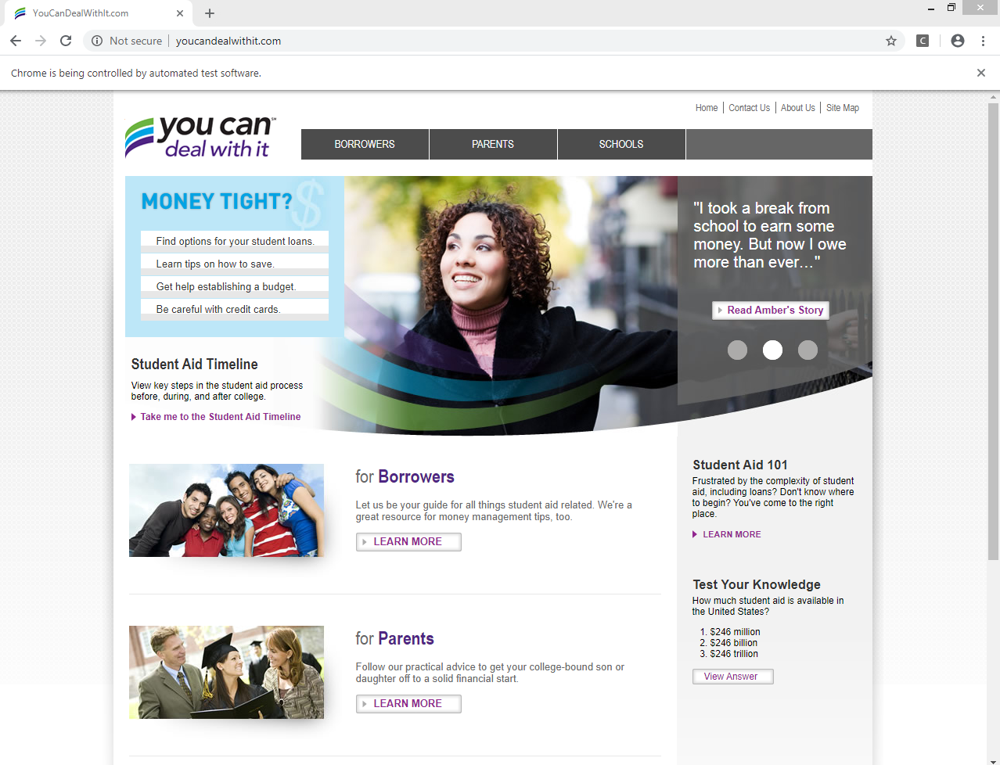 YouCanDealWithIt.com
Not secure
youcandealwithit.com
C
Chrome is being controlled by automated test software.
Home
Contact Us
About Us
Site Map
you can℠
deal with it
BORROWERS
PARENTS
SCHOOLS
MONEY TIGHT?
$
Find options for your student loans.
Learn tips on how to save.
Get help establishing a budget.
Be careful with credit cards.
"I took a break from
school to earn some
money. But now I owe
more than ever…"
Read Amber's Story
Student Aid Timeline
View key steps in the student aid process
before, during, and after college.
Take me to the Student Aid Timeline
for Borrowers
Let us be your guide for all things student aid related. We're a
great resource for money management tips, too.
LEARN MORE
for Parents
Follow our practical advice to get your college-bound son or
daughter off to a solid financial start.
LEARN MORE
Student Aid 101
Frustrated by the complexity of student
aid, including loans? Don't know where
to begin? You've come to the right
place.
LEARN MORE
Test Your Knowledge
How much student aid is available in
the United States?
1. $246 million
2. $246 billion
3. $246 trillion
View Answer